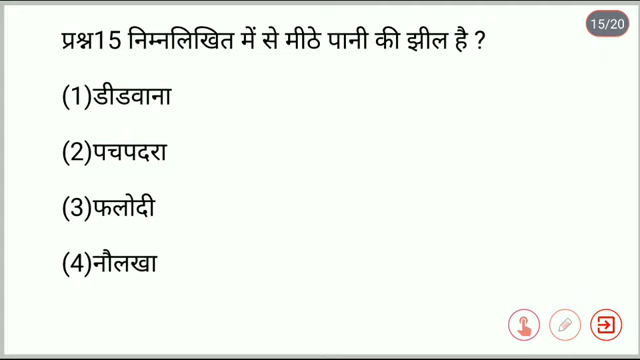 15/20
प्रश्न15 निम्नलिखित में से मीठे पानी की झील है ?
(1)डीडवाना
(2)पचपदरा
(3)फलोदी
(4)नौलखा